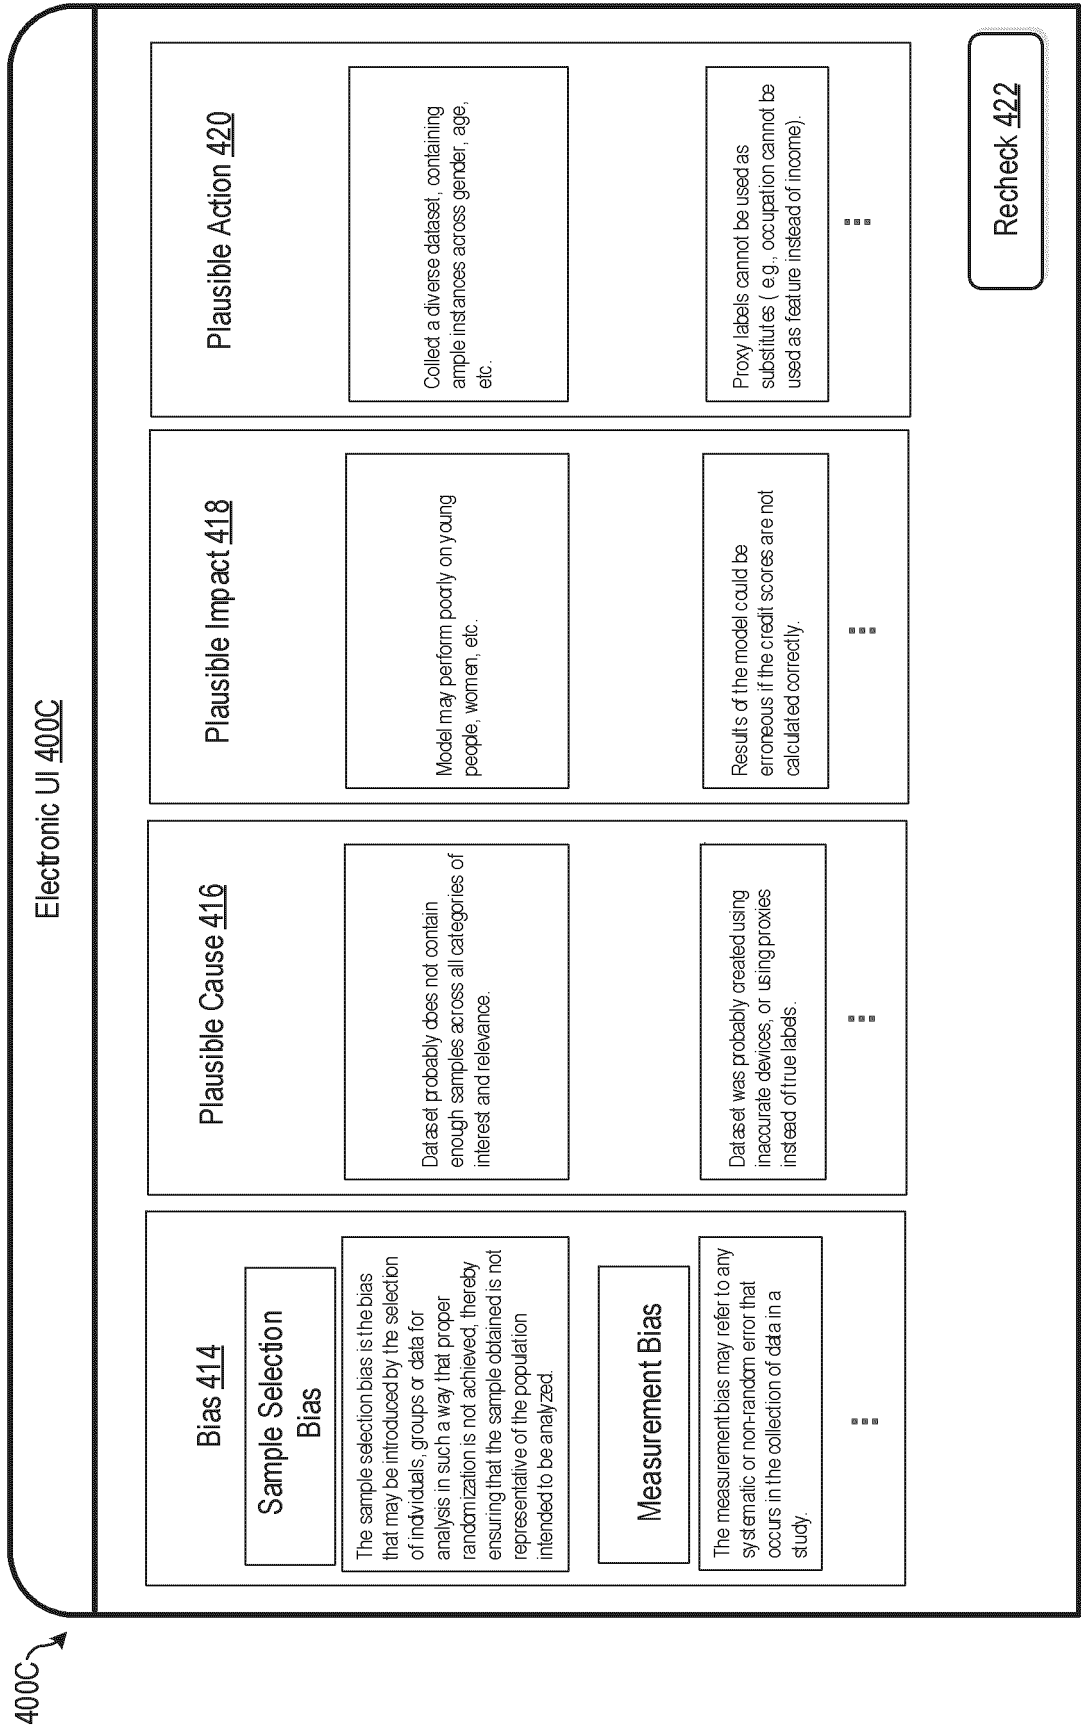 400C
Electronic UI 400C
Bias 414
Sample Selection
Bias
The sample selection bias is the bias
that may be introduced by the selection
of individuals, groups or data for
analysis in such a way that proper
randomization is not achieved, thereby
ensuring that the sample obtained is not
representative of the population
intended to be analyzed.
Measurement Bias
The measurement bias may refer to any
systematic or non-random error that
occurs in the collection of data in a
study.
Plausible Cause 416
Dataset probably does not contain
enough samples across all categories of
interest and relevance.
Dataset was probably created using
inaccurate devices, or using proxies
instead of true labels.
Plausible Impact 418
Model may perform poorly on young
people, women, etc.
Results of the model could be
erroneous if the credit scores are not
calculated correctly.
Plausible Action 420
Collect a diverse dataset, containing
ample instances across gender, age,
etc.
Proxy labels cannot be used as
substitutes ( e.g., occupation cannot be
used as feature instead of income).
Recheck 422